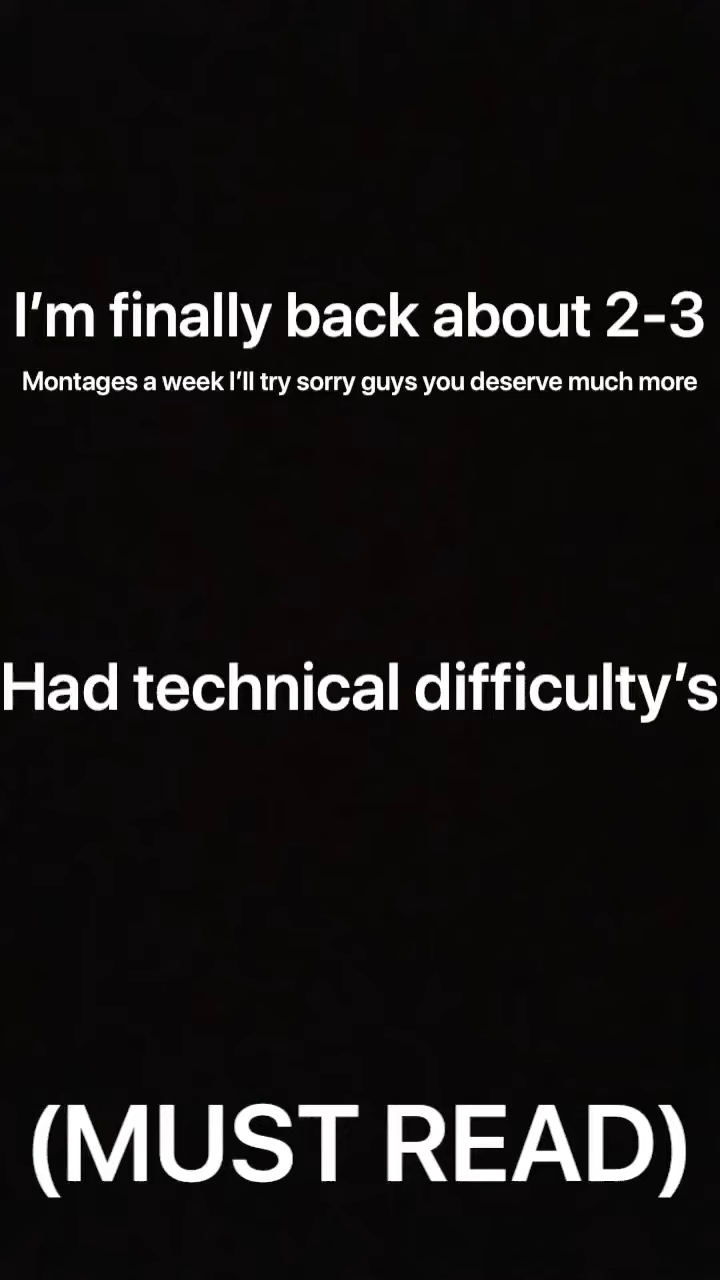 I’m finally back about 2-3
Montages a week I’ll try sorry guys you deserve much more
Had technical difficulty’s
(MUST READ)